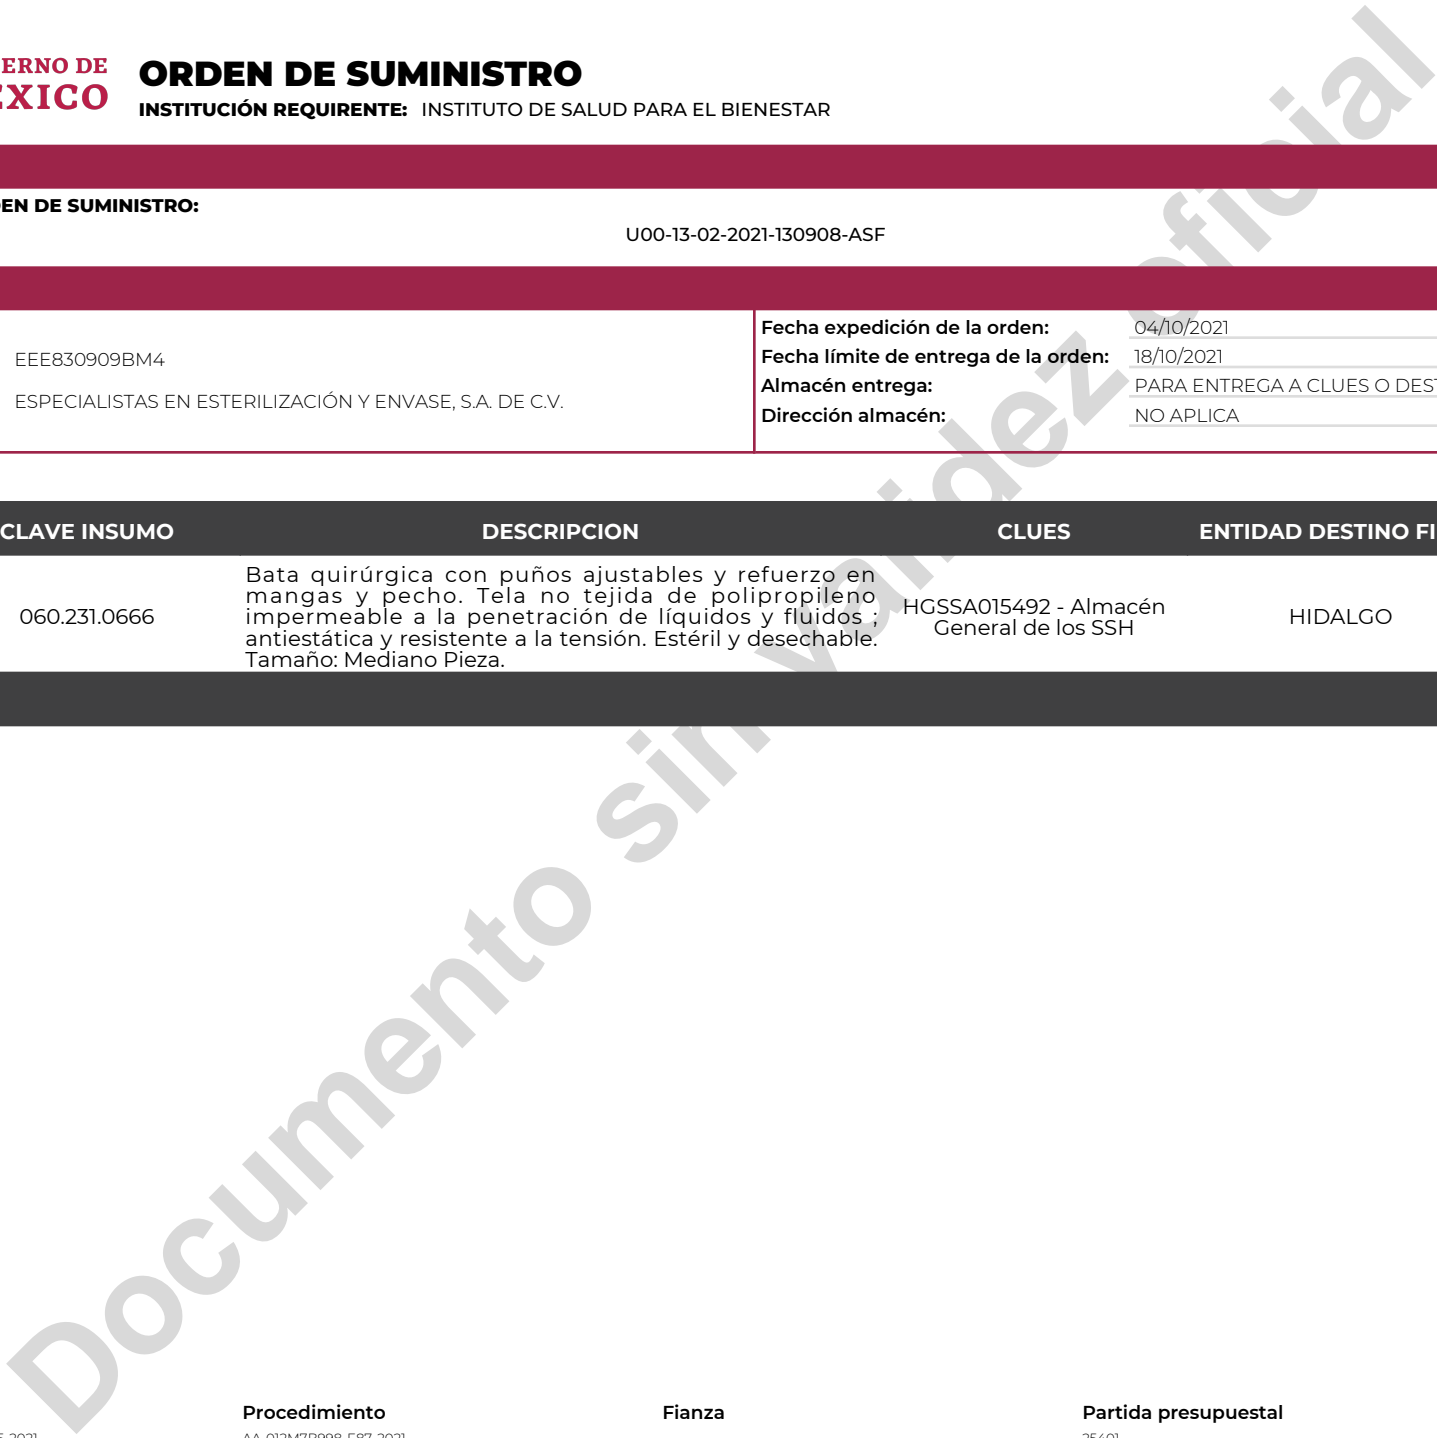 ERNO DE
ORDEN DE SUMINISTRO
INSTITUCIÓN REQUIRENTE: INSTITUTO DE SALUD PARA EL BIENESTAR
EXICO
EN DE SUMINISTRO:
U00-13-02-2021-130908-ASF
EEE830909BM4
ESPECIALISTAS EN ESTERILIZACIÓN Y ENVASE, S.A. DE C.V.
Fecha expedición de la orden: 04/10/2021
Fecha límite de entrega de la orden: 18/10/2021
Almacén entrega: PARA ENTREGA A CLUES O DEST
Dirección almacén: NO APLICA
CLAVE INSUMO DESCRIPCION CLUES ENTIDAD DESTINO FI
060.231.0666
Bata quirúrgica con puños ajustables y refuerzo en
mangas y pecho. Tela no tejida de polipropileno
impermeable a la penetración de líquidos y fluidos ;
antiestática y resistente a la tensión. Estéril y desechable.
Tamaño: Mediano Pieza.
HGSSA015492 - Almacén
General de los SSH
HIDALGO
Documento sin validez oficial
Procedimiento Fianza Partida presupuestal